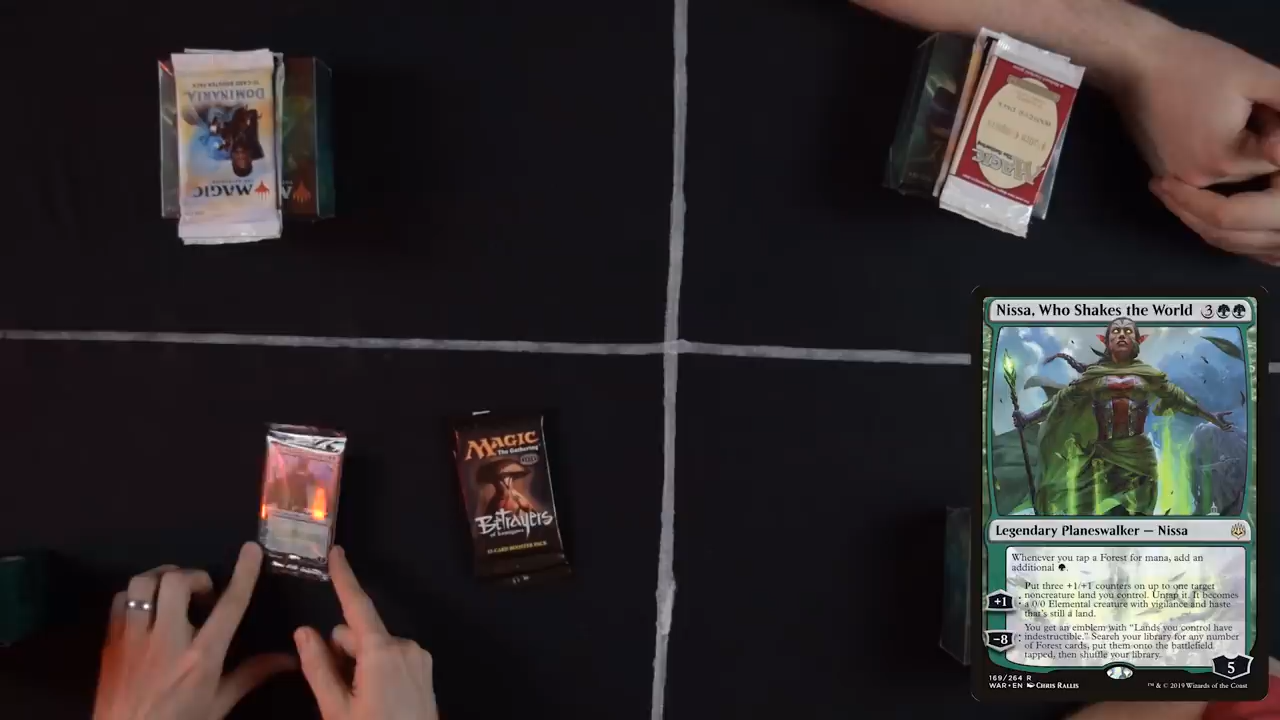 DOMINARIA
MAGIC
MAGIC
The Gathering
Betrayers
of Kamigawa
15-CARD BOOSTER PACK
Nissa, Who Shakes the World 3
Legendary Planeswalker — Nissa
Whenever you tap a Forest for mana, add an
additional
+1 : Put three +1/+1 counters on up to one target
noncreature land you control. Untap it. It becomes
a 0/0 Elemental creature with vigilance and haste
that's still a land.
−8 : You get an emblem with “Lands you control have
indestructible.” Search your library for any number
of Forest cards, put them onto the battlefield
tapped, then shuffle your library.
5
169/264 R
WAR • EN CHRIS RALLIS
™ & © 2019 Wizards of the Coast